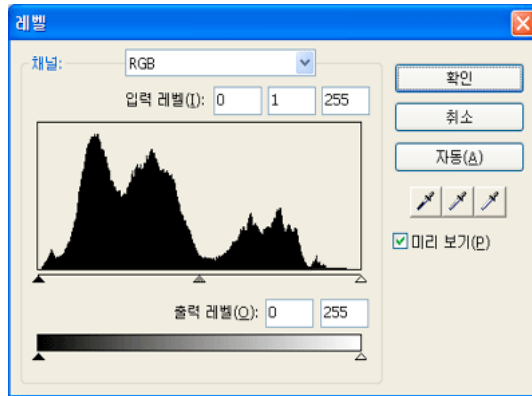 레벨
채널: RGB
입력 레벨(I): 0 1 255
출력 레벨(O): 0 255
확인
취소
자동(A)
미리 보기(P)